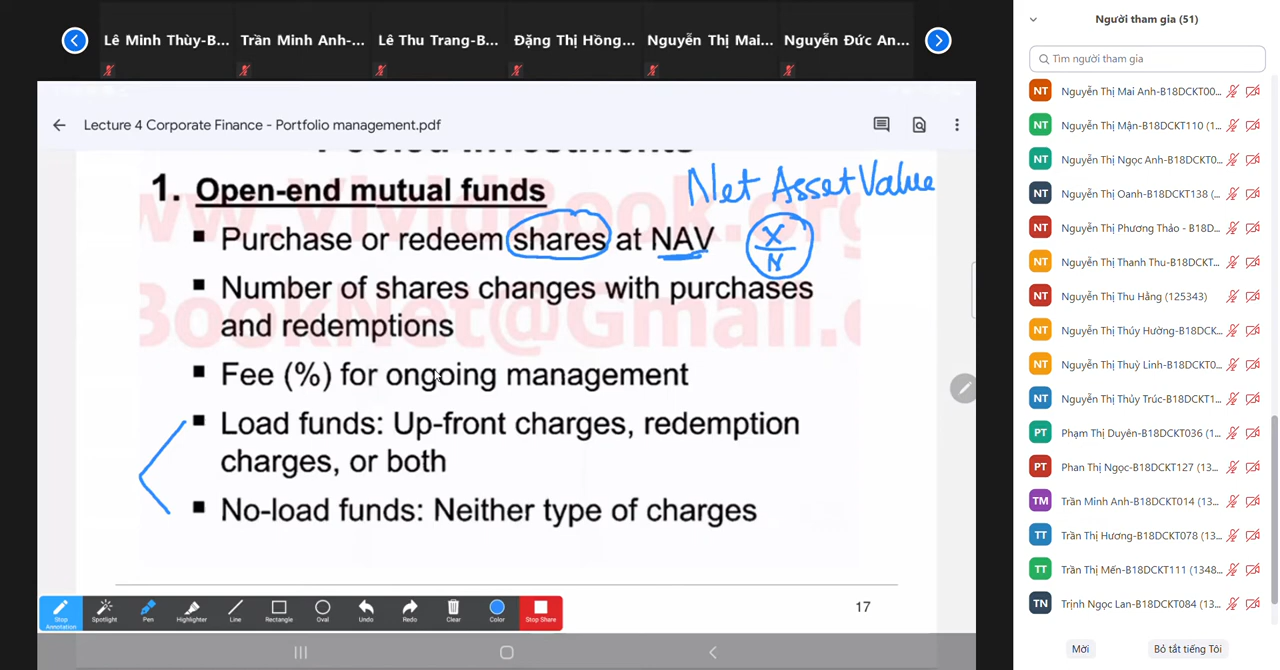 Lê Minh Thùy-B...
Trần Minh Anh-...
Lê Thu Trang-B...
Đặng Thị Hồng...
Nguyễn Thị Mai...
Nguyễn Đức An...
Lecture 4 Corporate Finance - Portfolio management.pdf
Pooled Investments
1. Open-end mutual funds
Net Asset Value
▪ Purchase or redeem shares at NAV
X
N
▪ Number of shares changes with purchases
and redemptions
▪ Fee (%) for ongoing management
▪ Load funds: Up-front charges, redemption
charges, or both
▪ No-load funds: Neither type of charges
www.VividBook.org
BookNet@Gmail.c
17
Stop Annotation
Spotlight
Pen
Highlighter
Line
Rectangle
Oval
Undo
Redo
Clear
Color
Stop Share
Người tham gia (51)
Tìm người tham gia
NT Nguyễn Thị Mai Anh-B18DCKT00...
NT Nguyễn Thị Mận-B18DCKT110 (1...
NT Nguyễn Thị Ngọc Anh-B18DCKT0...
NT Nguyễn Thị Oanh-B18DCKT138 (...
NT Nguyễn Thị Phương Thảo - B18D...
NT Nguyễn Thị Thanh Thu-B18DCKT...
NT Nguyễn Thị Thu Hằng (125343)
NT Nguyễn Thị Thúy Hường-B18DCK...
NT Nguyễn Thị Thuỳ Linh-B18DCKT0...
NT Nguyễn Thị Thủy Trúc-B18DCKT1...
PT Phạm Thị Duyên-B18DCKT036 (1...
PT Phan Thị Ngọc-B18DCKT127 (13...
TM Trần Minh Anh-B18DCKT014 (13...
TT Trần Thị Hương-B18DCKT078 (13...
TT Trần Thị Mến-B18DCKT111 (1348...
TN Trịnh Ngọc Lan-B18DCKT084 (13...
Mời
Bỏ tắt tiếng Tôi